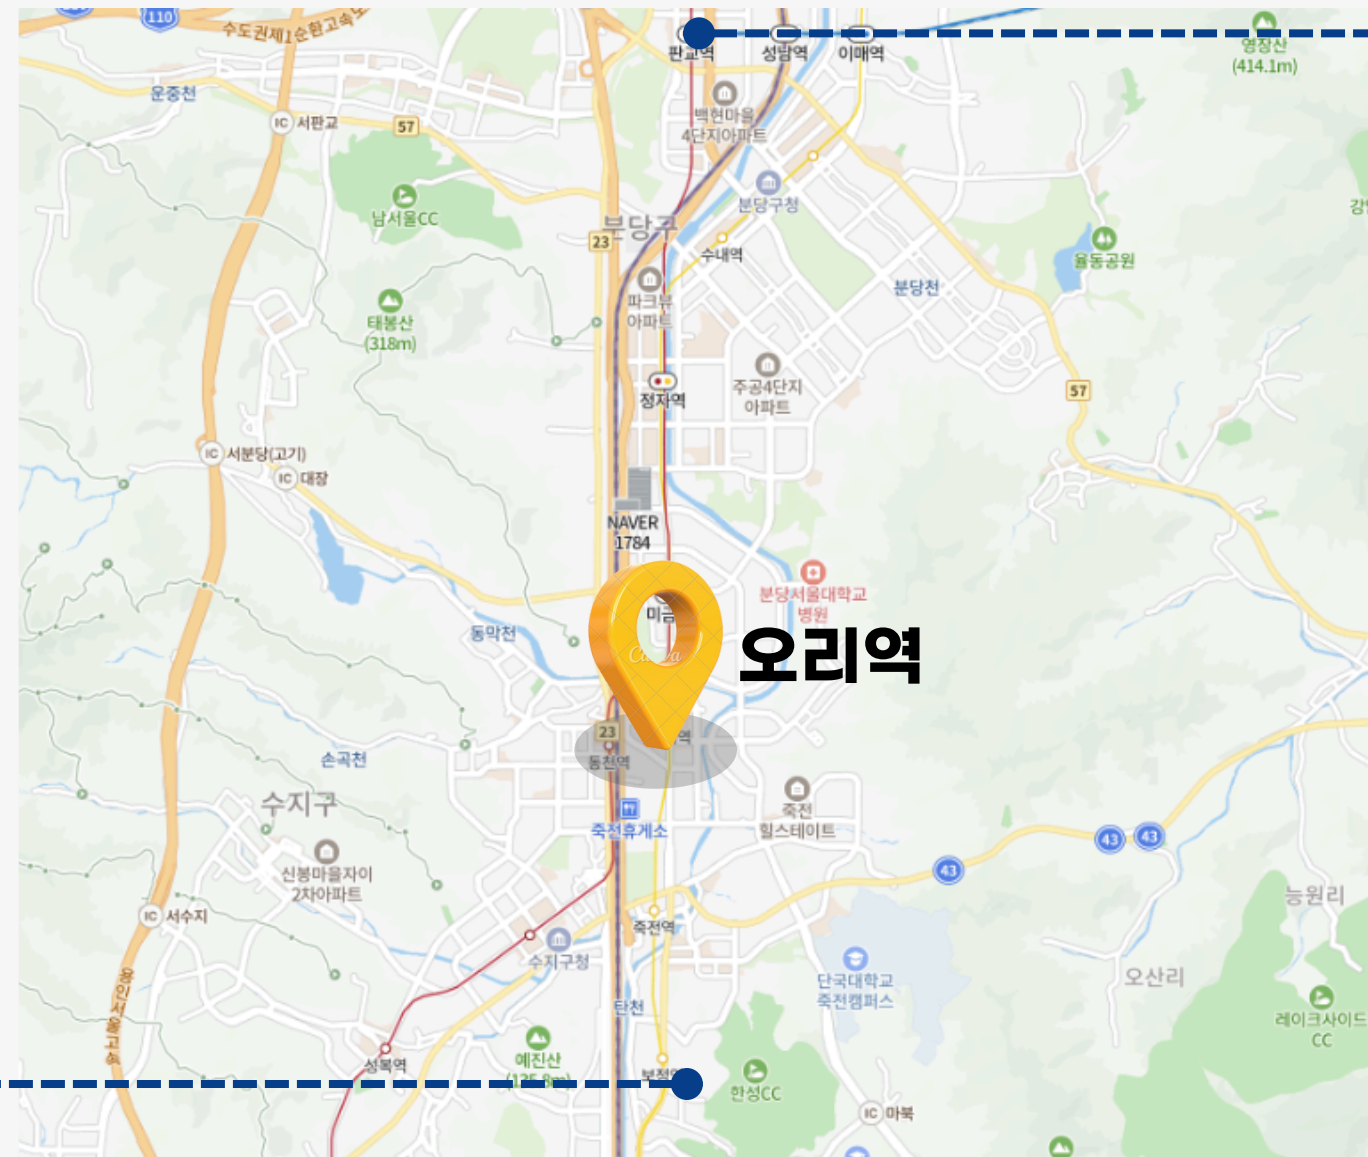 110
수도권제1순환고속도
판교역
성남역
이매역
영장산
(414.1m)
운중천
IC 서판교
57
백현마을
4단지아파트
남서울CC
분당구청
분당구
23
수내역
율동공원
분당천
파크뷰
아파트
태봉산
(318m)
정자역
주공4단지
아파트
57
IC 서분당(고기)
IC 대장
NAVER
1784
분당서울대학교
병원
미금
동막천
Canva
오리역
23
역
동천역
손곡천
수지구
죽전휴게소
죽전
힐스테이트
43
43
43
신봉마을자이
2차아파트
능원리
IC 서수지
죽전역
수지구청
단국대학교
죽전캠퍼스
오산리
용인서울고속
탄천
레이크사이드
CC
성복역
예진산
보정
한성CC
IC 마북